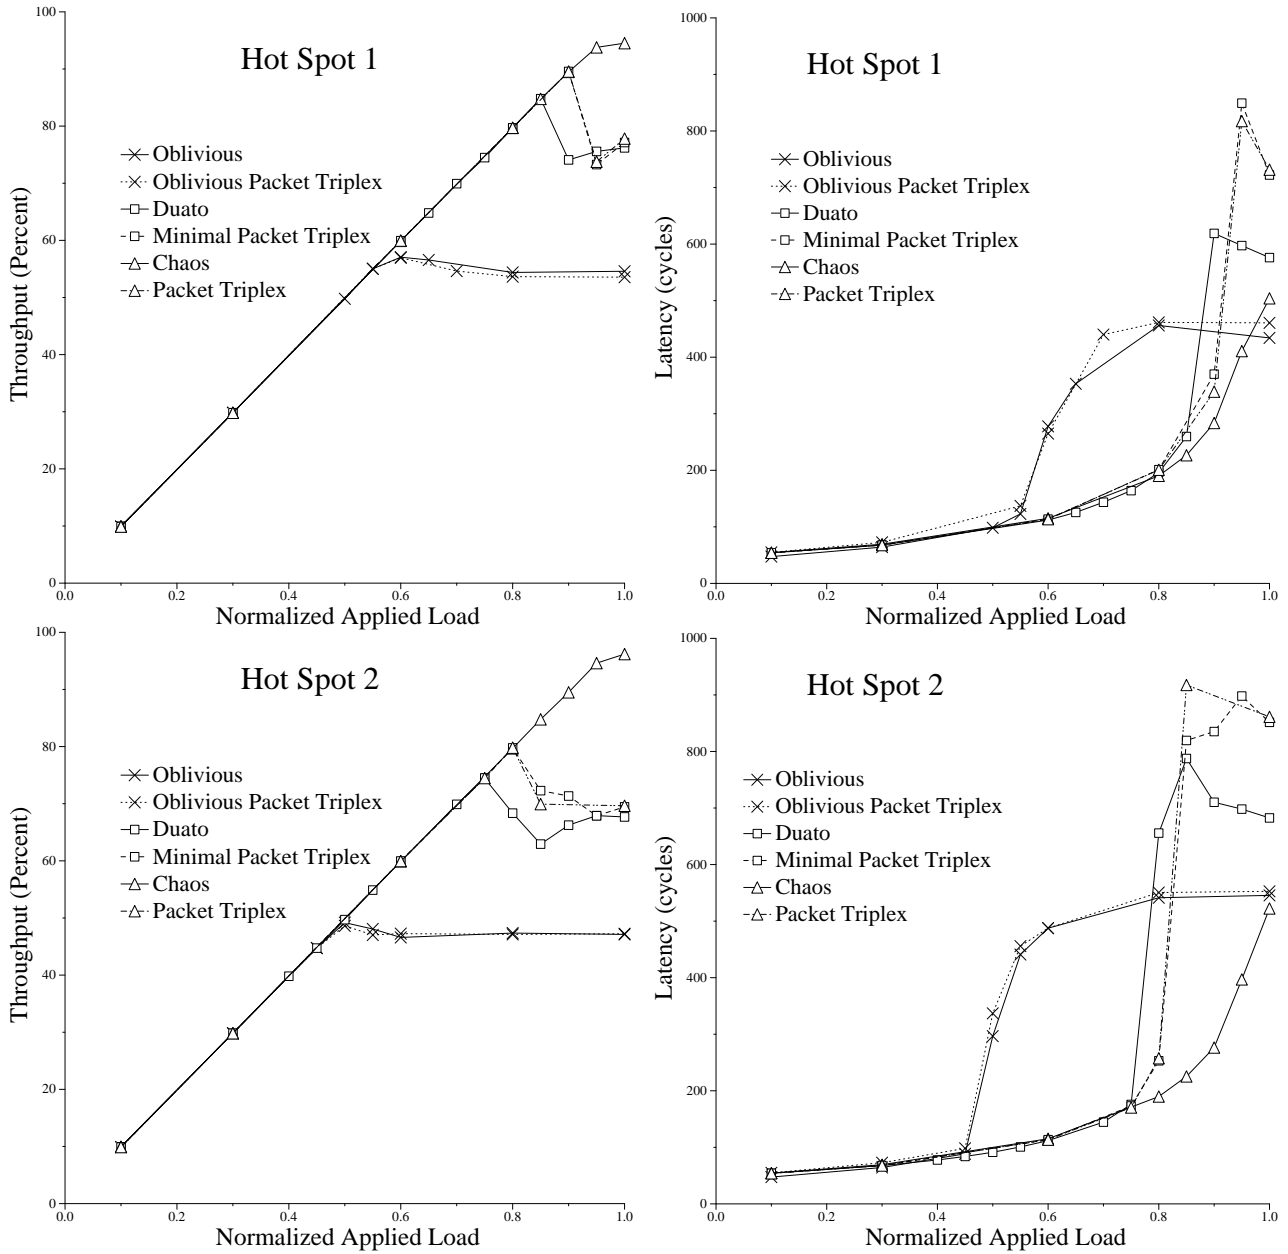 Hot Spot 1
Throughput (Percent)
100
80
60
40
20
0
Oblivious
Oblivious Packet Triplex
Duato
Minimal Packet Triplex
Chaos
Packet Triplex
0.0 0.2 0.4 0.6 0.8 1.0
Normalized Applied Load
Hot Spot 1
Latency (cycles)
1000
800
600
400
200
0
Oblivious
Oblivious Packet Triplex
Duato
Minimal Packet Triplex
Chaos
Packet Triplex
0.0 0.2 0.4 0.6 0.8 1.0
Normalized Applied Load
Hot Spot 2
Throughput (Percent)
100
80
60
40
20
0
Oblivious
Oblivious Packet Triplex
Duato
Minimal Packet Triplex
Chaos
Packet Triplex
0.0 0.2 0.4 0.6 0.8 1.0
Normalized Applied Load
Hot Spot 2
Latency (cycles)
1000
800
600
400
200
0
Oblivious
Oblivious Packet Triplex
Duato
Minimal Packet Triplex
Chaos
Packet Triplex
0.0 0.2 0.4 0.6 0.8 1.0
Normalized Applied Load